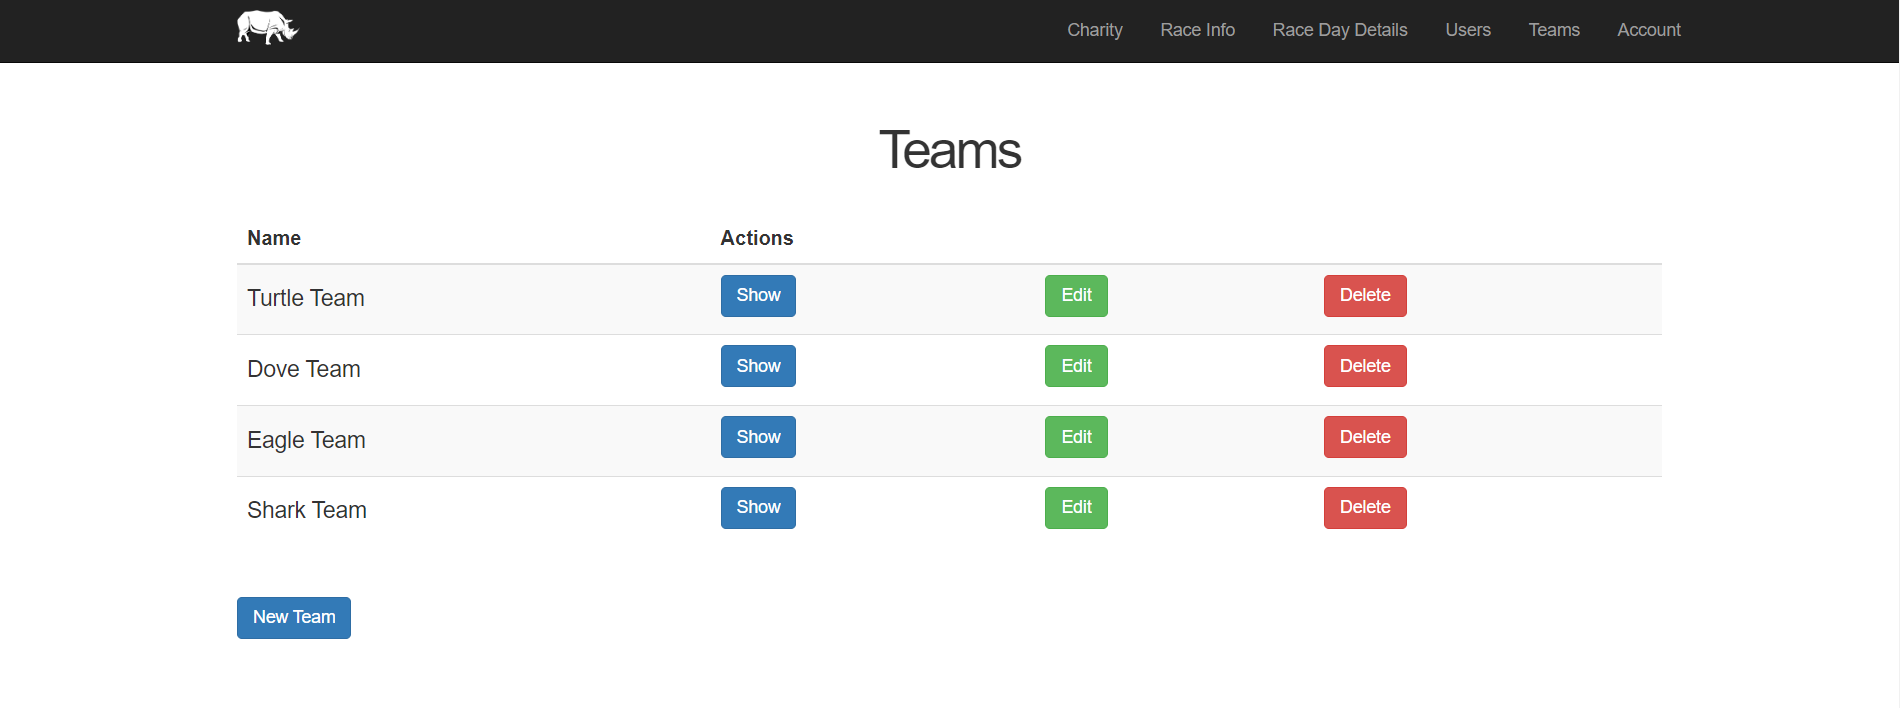 Charity Race Info Race Day Details Users Teams Account
Teams
Name Actions
Turtle Team Show Edit Delete
Dove Team Show Edit Delete
Eagle Team Show Edit Delete
Shark Team Show Edit Delete
New Team